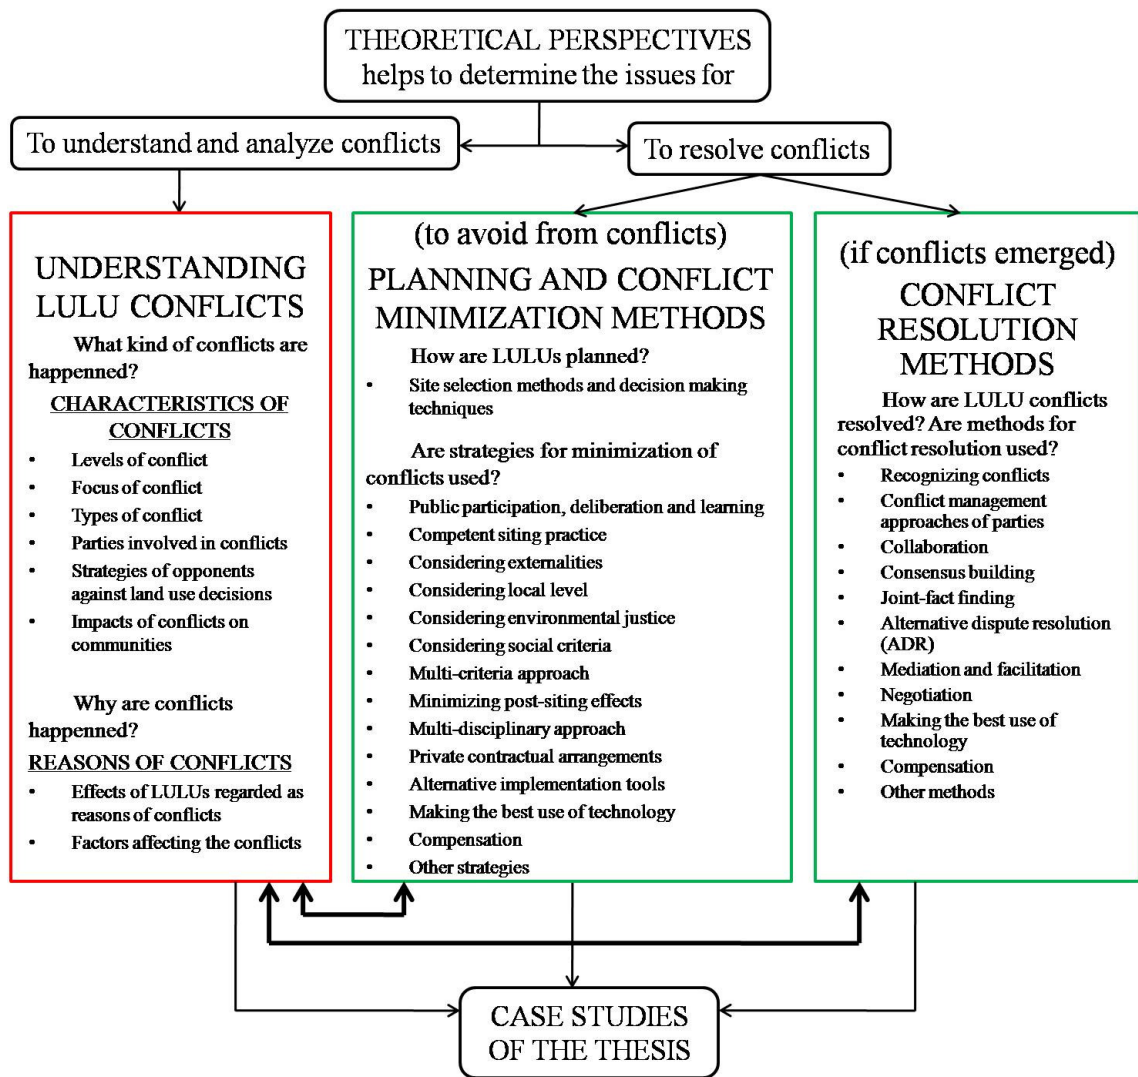 THEORETICAL PERSPECTIVES
helps to determine the issues for
To understand and analyze conflicts
To resolve conflicts
UNDERSTANDING
LULU CONFLICTS
What kind of conflicts are
happenned?
CHARACTERISTICS OF
CONFLICTS
• Levels of conflict
• Focus of conflict
• Types of conflict
• Parties involved in conflicts
• Strategies of opponents
against land use decisions
• Impacts of conflicts on
communities
Why are conflicts
happenned?
REASONS OF CONFLICTS
• Effects of LULUs regarded as
reasons of conflicts
• Factors affecting the conflicts
(to avoid from conflicts)
PLANNING AND CONFLICT
MINIMIZATION METHODS
How are LULUs planned?
• Site selection methods and decision making
techniques
Are strategies for minimization of
conflicts used?
• Public participation, deliberation and learning
• Competent siting practice
• Considering externalities
• Considering local level
• Considering environmental justice
• Considering social criteria
• Multi-criteria approach
• Minimizing post-siting effects
• Multi-disciplinary approach
• Private contractual arrangements
• Alternative implementation tools
• Making the best use of technology
• Compensation
• Other strategies
(if conflicts emerged)
CONFLICT
RESOLUTION
METHODS
How are LULU conflicts
resolved? Are methods for
conflict resolution used?
• Recognizing conflicts
• Conflict management
approaches of parties
• Collaboration
• Consensus building
• Joint-fact finding
• Alternative dispute resolution
(ADR)
• Mediation and facilitation
• Negotiation
• Making the best use of
technology
• Compensation
• Other methods
CASE STUDIES
OF THE THESIS